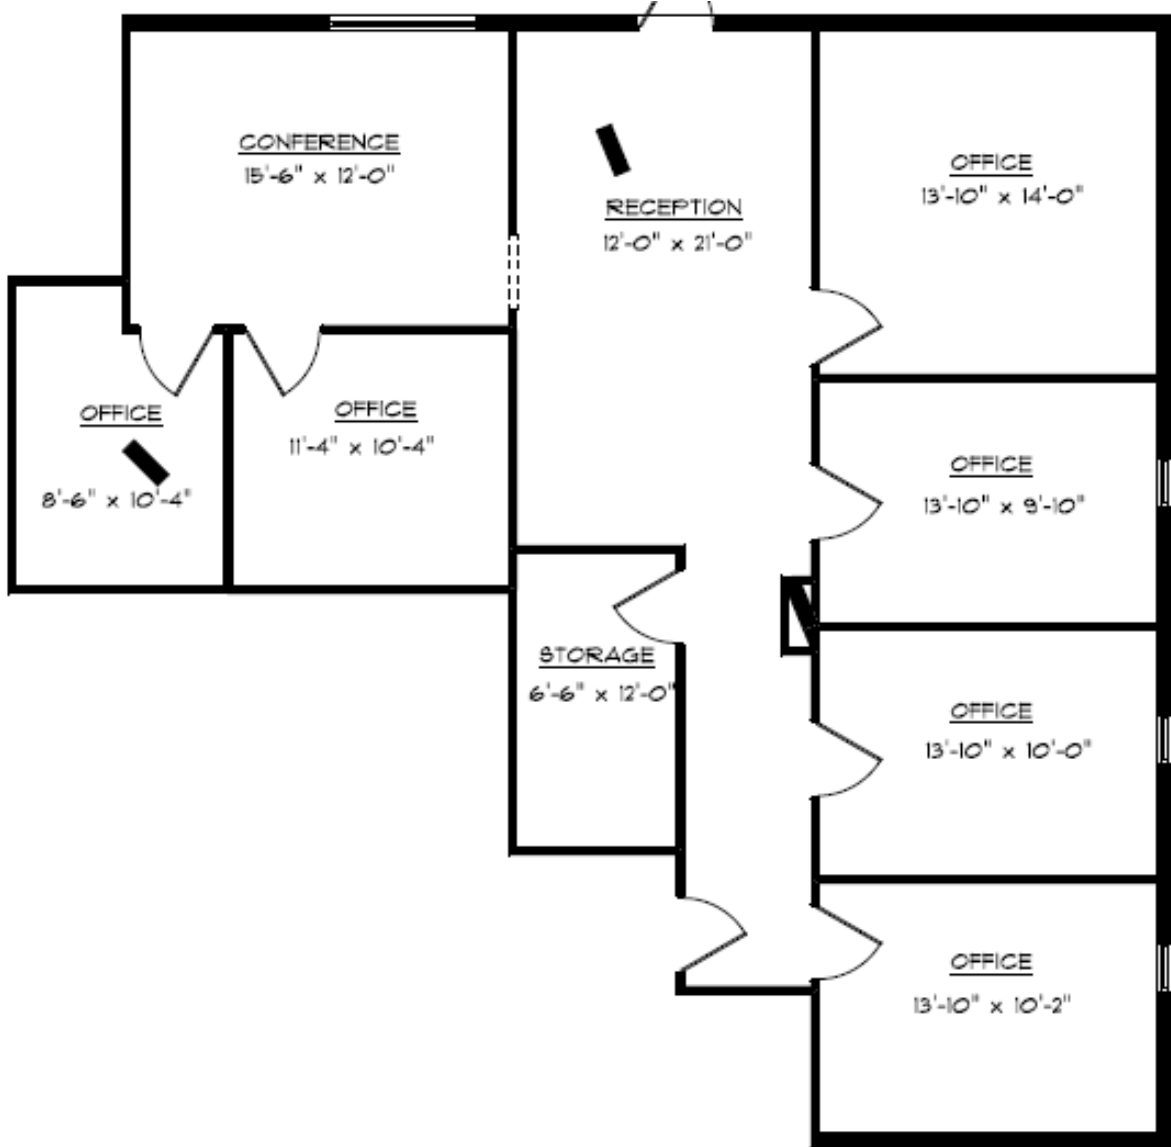 CONFERENCE
15'-6" x 12'-0"
RECEPTION
12'-0" x 21'-0"
OFFICE
13'-10" x 14'-0"
OFFICE
8'-6" x 10'-4"
OFFICE
11'-4" x 10'-4"
OFFICE
13'-10" x 9'-10"
STORAGE
6'-6" x 12'-0"
OFFICE
13'-10" x 10'-0"
OFFICE
13'-10" x 10'-2"